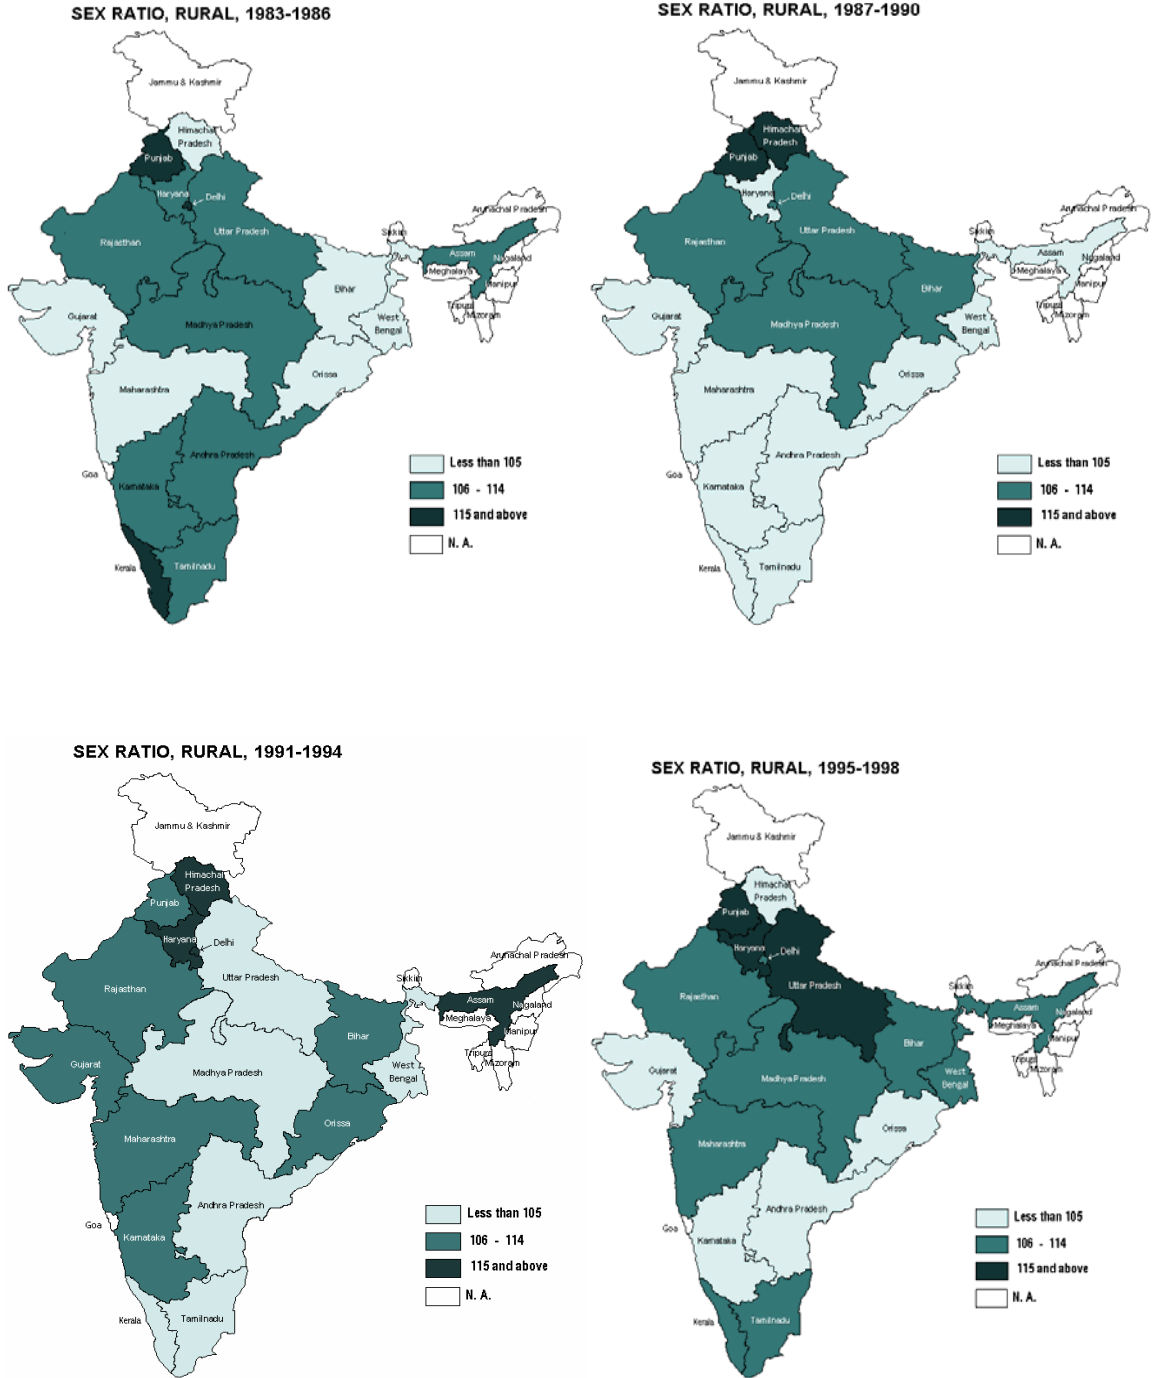 SEX RATIO, RURAL, 1983-1986
Jammu & Kashmir
Himachal
Pradesh
Punjab
Haryana
Delhi
Rajasthan
Uttar Pradesh
Sikkim
Arunachal Pradesh
Assam
Nagaland
Meghalaya
Manipur
Tripura
Mizoram
Bihar
West
Bengal
Gujarat
Madhya Pradesh
Orissa
Maharashtra
Andhra Pradesh
Goa
Karnataka
Kerala
Tamilnadu
Less than 105
106 - 114
115 and above
N. A.
SEX RATIO, RURAL, 1987-1990
Jammu & Kashmir
Himachal
Pradesh
Punjab
Haryana
Delhi
Rajasthan
Uttar Pradesh
Sikkim
Arunachal Pradesh
Assam
Nagaland
Meghalaya
Manipur
Tripura
Mizoram
Bihar
West
Bengal
Gujarat
Madhya Pradesh
Orissa
Maharashtra
Andhra Pradesh
Goa
Karnataka
Kerala
Tamilnadu
Less than 105
106 - 114
115 and above
N. A.
SEX RATIO, RURAL, 1991-1994
Jammu & Kashmir
Himachal
Pradesh
Punjab
Haryana
Delhi
Rajasthan
Uttar Pradesh
Sikkim
Arunachal Pradesh
Assam
Nagaland
Meghalaya
Manipur
Tripura
Mizoram
Bihar
West
Bengal
Gujarat
Madhya Pradesh
Orissa
Maharashtra
Andhra Pradesh
Goa
Karnataka
Kerala
Tamilnadu
Less than 105
106 - 114
115 and above
N. A.
SEX RATIO, RURAL, 1995-1998
Jammu & Kashmir
Himachal
Pradesh
Punjab
Haryana
Delhi
Rajasthan
Uttar Pradesh
Sikkim
Arunachal Pradesh
Assam
Nagaland
Meghalaya
Manipur
Tripura
Mizoram
Bihar
West
Bengal
Gujarat
Madhya Pradesh
Orissa
Maharashtra
Andhra Pradesh
Goa
Karnataka
Kerala
Tamilnadu
Less than 105
106 - 114
115 and above
N. A.